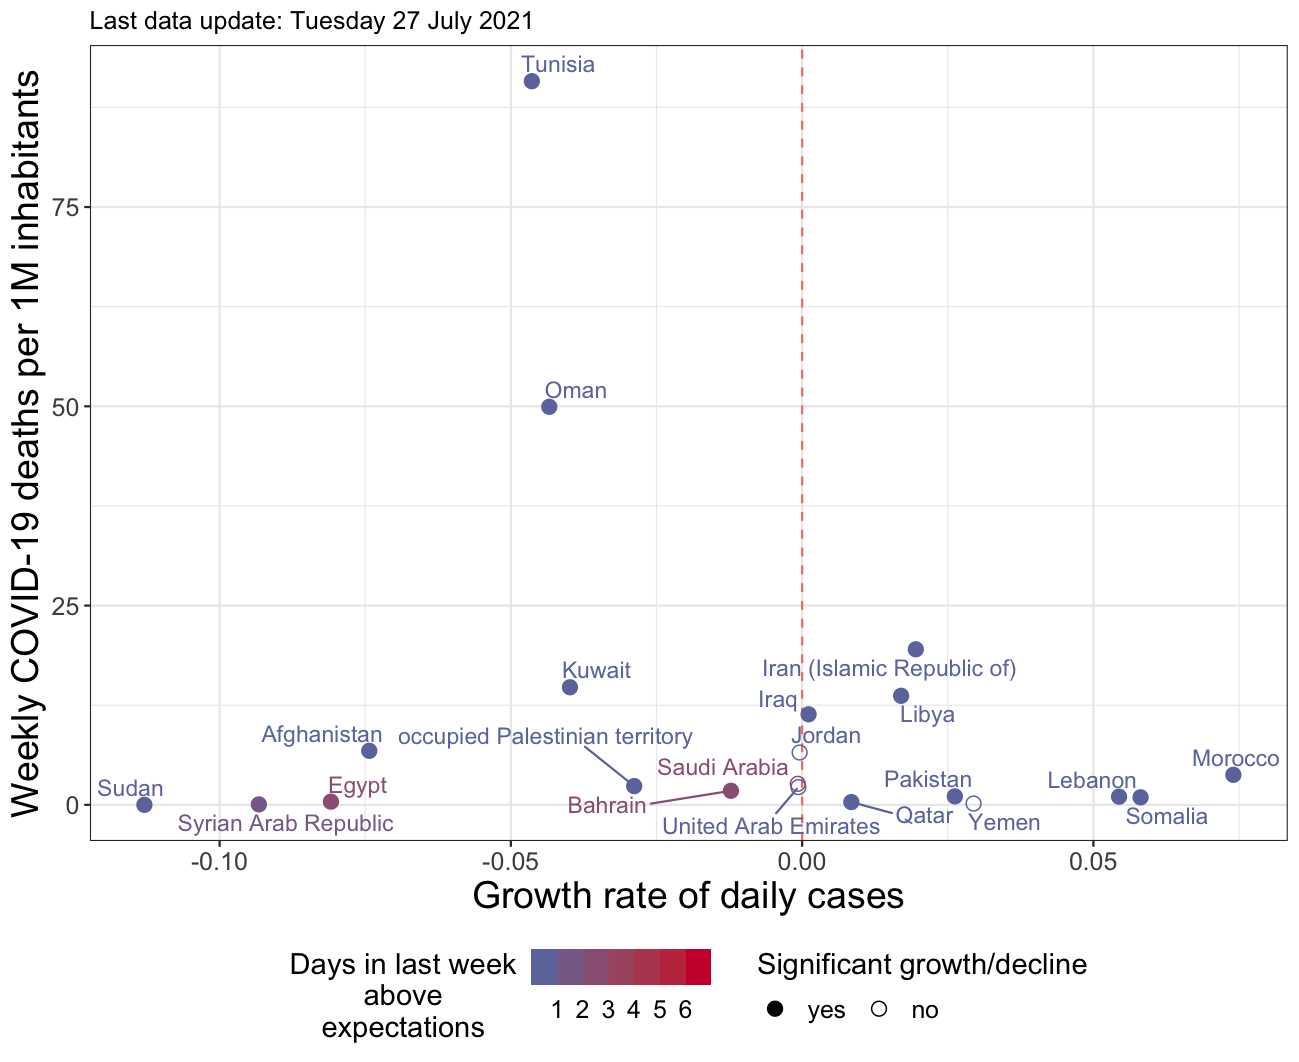 Last data update: Tuesday 27 July 2021
Weekly COVID-19 deaths per 1M inhabitants
75
50
25
0
Tunisia
Oman
Kuwait
Iran (Islamic Republic of)
Iraq
Libya
Afghanistan
occupied Palestinian territory
Jordan
Morocco
Saudi Arabia
Sudan
Egypt
Pakistan
Lebanon
Bahrain
Syrian Arab Republic
United Arab Emirates
Qatar
Yemen
Somalia
-0.10
-0.05
0.00
0.05
Growth rate of daily cases
Days in last week
above
expectations
1 2 3 4 5 6
Significant growth/decline
yes
no